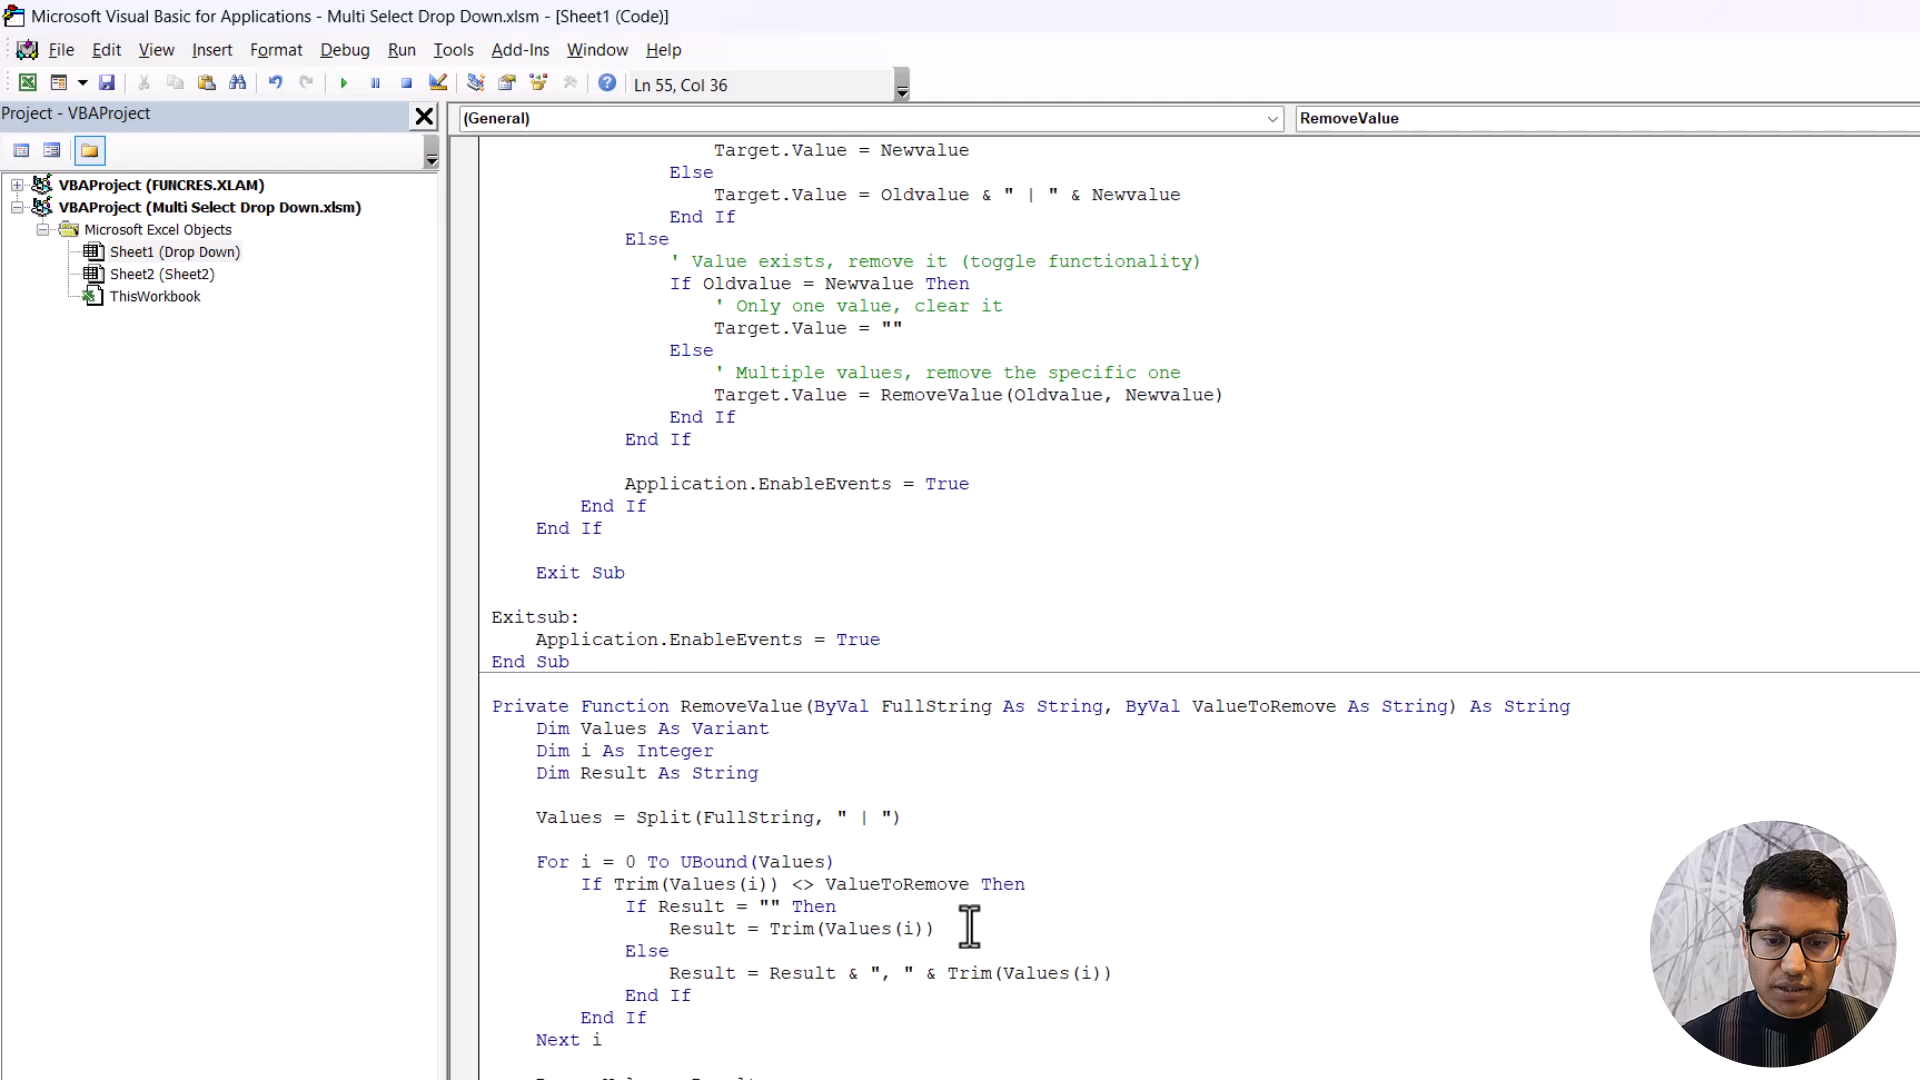 Microsoft Visual Basic for Applications - Multi Select Drop Down.xlsm - [Sheet1 (Code)]
File Edit View Insert Format Debug Run Tools Add-Ins Window Help
Ln 55, Col 36
Project - VBAProject
(General) RemoveValue
VBAProject (FUNCRES.XLAM)
VBAProject (Multi Select Drop Down.xlsm)
Microsoft Excel Objects
Sheet1 (Drop Down)
Sheet2 (Sheet2)
ThisWorkbook
Target.Value = Newvalue
Else
Target.Value = Oldvalue & " | " & Newvalue
End If
Else
' Value exists, remove it (toggle functionality)
If Oldvalue = Newvalue Then
' Only one value, clear it
Target.Value = ""
Else
' Multiple values, remove the specific one
Target.Value = RemoveValue(Oldvalue, Newvalue)
End If
End If
Application.EnableEvents = True
End If
End If
Exit Sub
Exitsub:
Application.EnableEvents = True
End Sub
Private Function RemoveValue(ByVal FullString As String, ByVal ValueToRemove As String) As String
Dim Values As Variant
Dim i As Integer
Dim Result As String
Values = Split(FullString, " | ")
For i = 0 To UBound(Values)
If Trim(Values(i)) <> ValueToRemove Then
If Result = "" Then
Result = Trim(Values(i))
Else
Result = Result & ", " & Trim(Values(i))
End If
End If
Next i